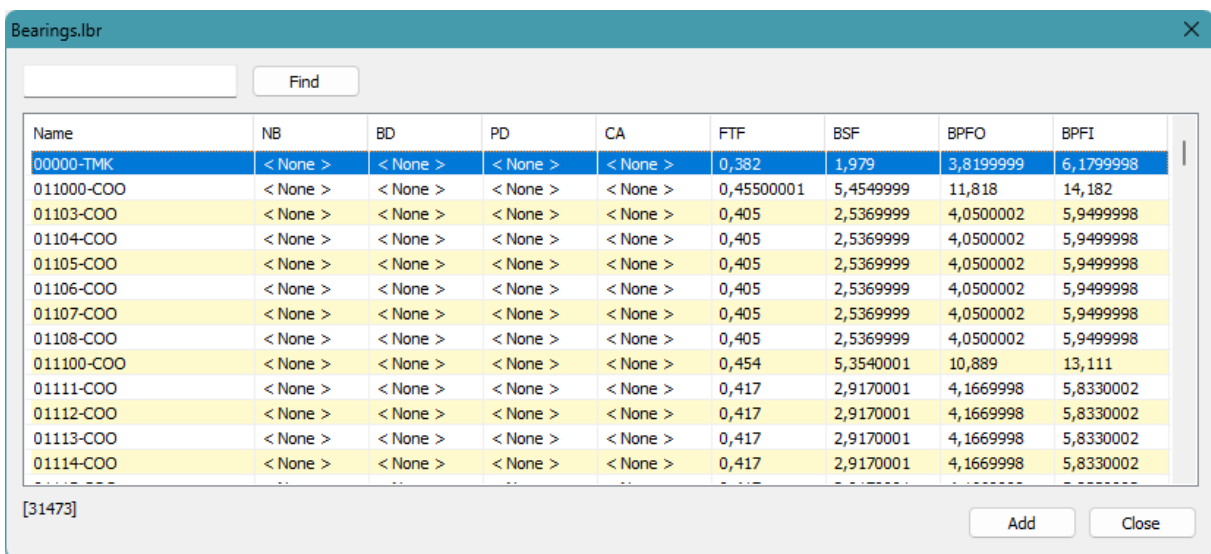 Bearings.lbr
Find
Name NB BD PD CA FTF BSF BPFO BPFI
00000-TMK < None > < None > < None > < None > 0,382 1,979 3,8199999 6,1799998
011000-COO < None > < None > < None > < None > 0,45500001 5,4549999 11,818 14,182
01103-COO < None > < None > < None > < None > 0,405 2,5369999 4,0500002 5,9499998
01104-COO < None > < None > < None > < None > 0,405 2,5369999 4,0500002 5,9499998
01105-COO < None > < None > < None > < None > 0,405 2,5369999 4,0500002 5,9499998
01106-COO < None > < None > < None > < None > 0,405 2,5369999 4,0500002 5,9499998
01107-COO < None > < None > < None > < None > 0,405 2,5369999 4,0500002 5,9499998
01108-COO < None > < None > < None > < None > 0,405 2,5369999 4,0500002 5,9499998
011100-COO < None > < None > < None > < None > 0,454 5,3540001 10,889 13,111
01111-COO < None > < None > < None > < None > 0,417 2,9170001 4,1669998 5,8330002
01112-COO < None > < None > < None > < None > 0,417 2,9170001 4,1669998 5,8330002
01113-COO < None > < None > < None > < None > 0,417 2,9170001 4,1669998 5,8330002
01114-COO < None > < None > < None > < None > 0,417 2,9170001 4,1669998 5,8330002
[31473]
Add Close